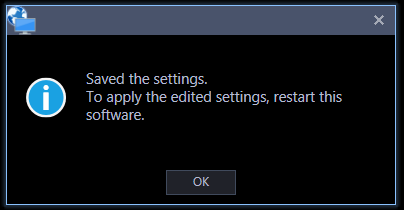 Saved the settings.
To apply the edited settings, restart this
software.
OK